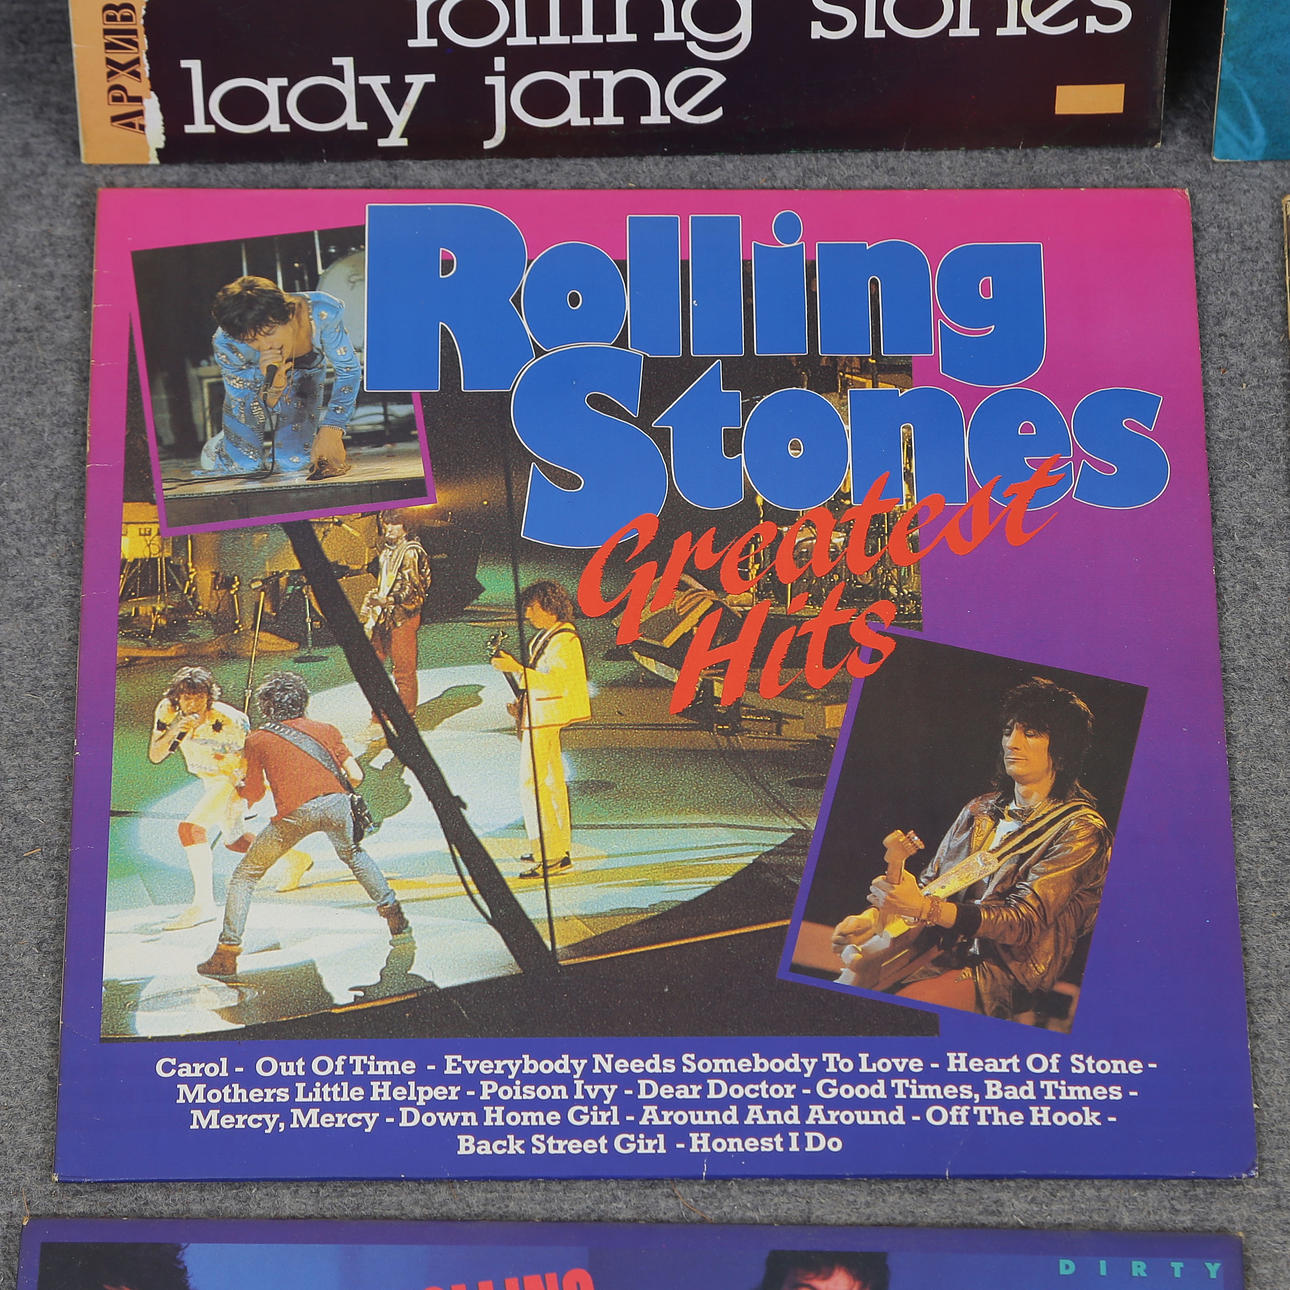 rolling stones
АРХИВ
lady jane
Rolling
Stones
Greatest
Hits
Carol - Out Of Time - Everybody Needs Somebody To Love - Heart Of Stone -
Mothers Little Helper - Poison Ivy - Dear Doctor - Good Times, Bad Times -
Mercy, Mercy - Down Home Girl - Around And Around - Off The Hook -
Back Street Girl - Honest I Do
DIRTY